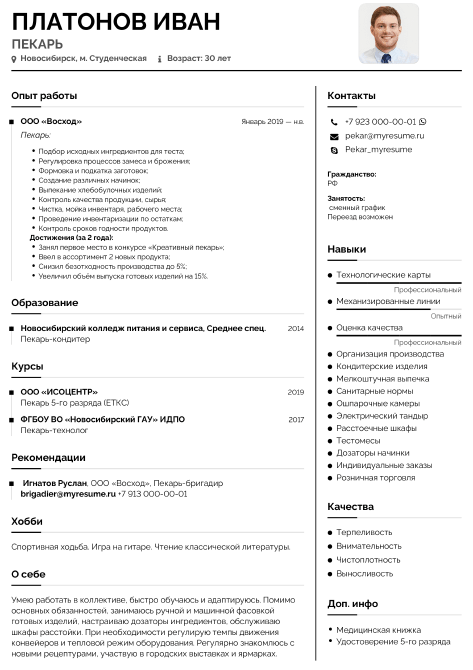 ПЛАТОНОВ ИВАН
ПЕКАРЬ
Новосибирск, м. Студенческая Возраст: 30 лет
Опыт работы
ООО «Восход» Январь 2019 — н.в.
Пекарь:
Подбор исходных ингредиентов для теста;
Регулировка процессов замеса и брожения;
Формовка и подкатка заготовок;
Создание различных начинок;
Выпекание хлебобулочных изделий;
Контроль качества продукции, сырья;
Чистка, мойка инвентаря, рабочего места;
Проведение инвентаризации по остаткам;
Контроль сроков годности продуктов.
Достижения (за 2 года):
Занял первое место в конкурсе «Креативный пекарь»;
Ввел в ассортимент 2 новых продукта;
Снизил безотходность производства до 5%;
Увеличил объём выпуска готовых изделий на 15%.
Образование
Новосибирский колледж питания и сервиса, Среднее спец. 2014
Пекарь-кондитер
Курсы
ООО «ИСОЦЕНТР» 2019
Пекарь 5-го разряда (ЕТКС)
ФГБОУ ВО «Новосибирский ГАУ» ИДПО 2017
Пекарь-технолог
Рекомендации
Игнатов Руслан, ООО «Восход», Пекарь-бригадир
brigadier@myresume.ru +7 913 000-00-01
Хобби
Спортивная ходьба. Игра на гитаре. Чтение классической литературы.
О себе
Умею работать в коллективе, быстро обучаюсь и адаптируюсь. Помимо
основных обязанностей, занимаюсь ручной и машинной фасовкой
готовых изделий, настраиваю дозаторы ингредиентов, обслуживаю
шкафы расстойки. При необходимости регулирую темпы движения
конвейеров и тепловой режим оборудования. Регулярно знакомлюсь с
новыми рецептурами, участвую в городских выставках и ярмарках.
Контакты
+7 923 000-00-01
pekar@myresume.ru
Pekar_myresume
Гражданство:
РФ
Занятость:
сменный график
Переезд возможен
Навыки
Технологические карты
Профессиональный
Механизированные линии
Опытный
Оценка качества
Профессиональный
Организация производства
Кондитерские изделия
Мелкоштучная выпечка
Санитарные нормы
Ошпарочные камеры
Электрический тандыр
Расстоечные шкафы
Тестомесы
Дозаторы начинки
Индивидуальные заказы
Розничная торговля
Качества
Терпеливость
Внимательность
Чистоплотность
Выносливость
Доп. инфо
Медицинская книжка
Удостоверение 5-го разряда